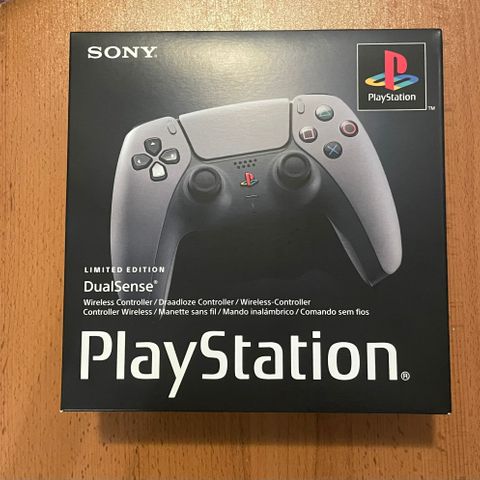 SONY
PlayStation
™
LIMITED EDITION
DualSense®
Wireless Controller / Draadloze Controller / Wireless-Controller
Controller Wireless / Manette sans fil / Mando inalámbrico / Comando sem fios
PlayStation®